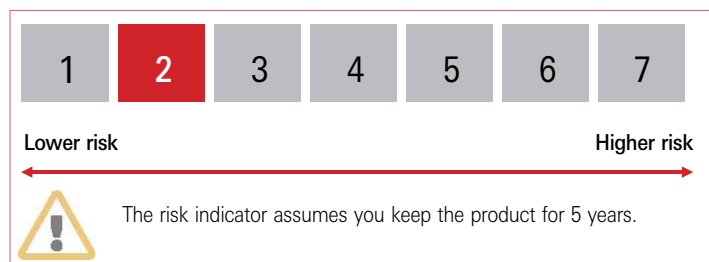 1 2 3 4 5 6 7
Lower risk Higher risk
The risk indicator assumes you keep the product for 5 years.